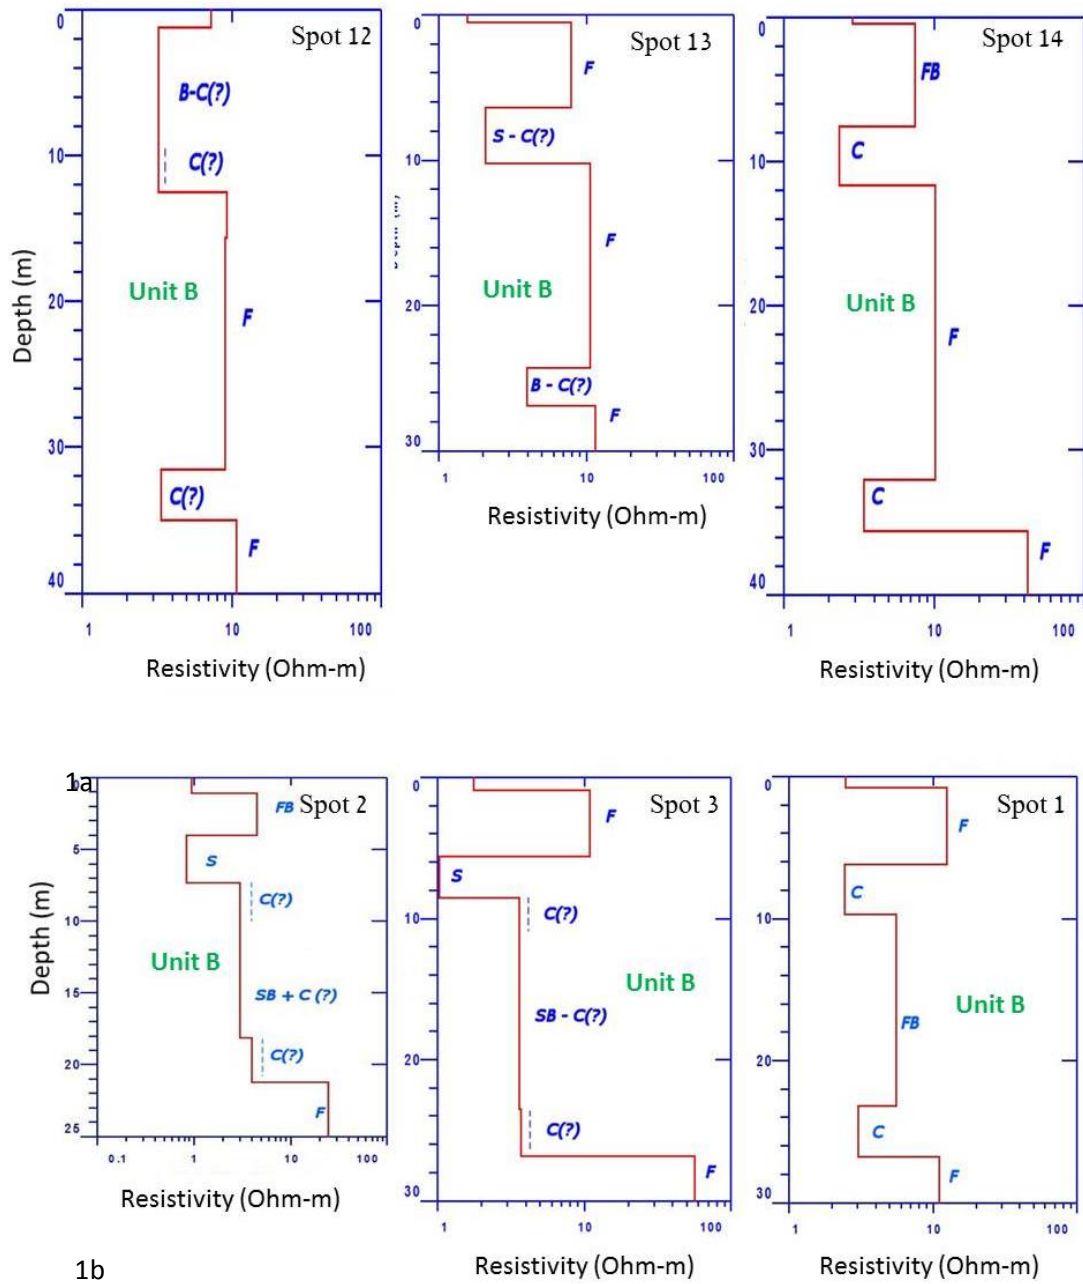 Spot 12
0
B-C(?)
10
C(?)
Depth (m)
Unit B
20
F
30
C(?)
F
40
1 10 100
Resistivity (Ohm-m)
Spot 13
0
F
S - C(?)
10
F
Unit B
20
B - C(?)
F
30
1 10 100
Resistivity (Ohm-m)
Spot 14
0
FB
C
10
Unit B
20
F
30
C
F
40
1 10 100
Resistivity (Ohm-m)
1a
0
Spot 2
FB
5
S
C(?)
10
Depth (m)
Unit B
15
SB + C (?)
20
C(?)
F
25
0.1 1 10 100
Resistivity (Ohm-m)
Spot 3
0
F
S
10
C(?)
Unit B
SB - C(?)
20
C(?)
F
30
1 10 100
Resistivity (Ohm-m)
Spot 1
0
F
C
10
Unit B
FB
20
C
F
30
1 10 100
Resistivity (Ohm-m)
1b